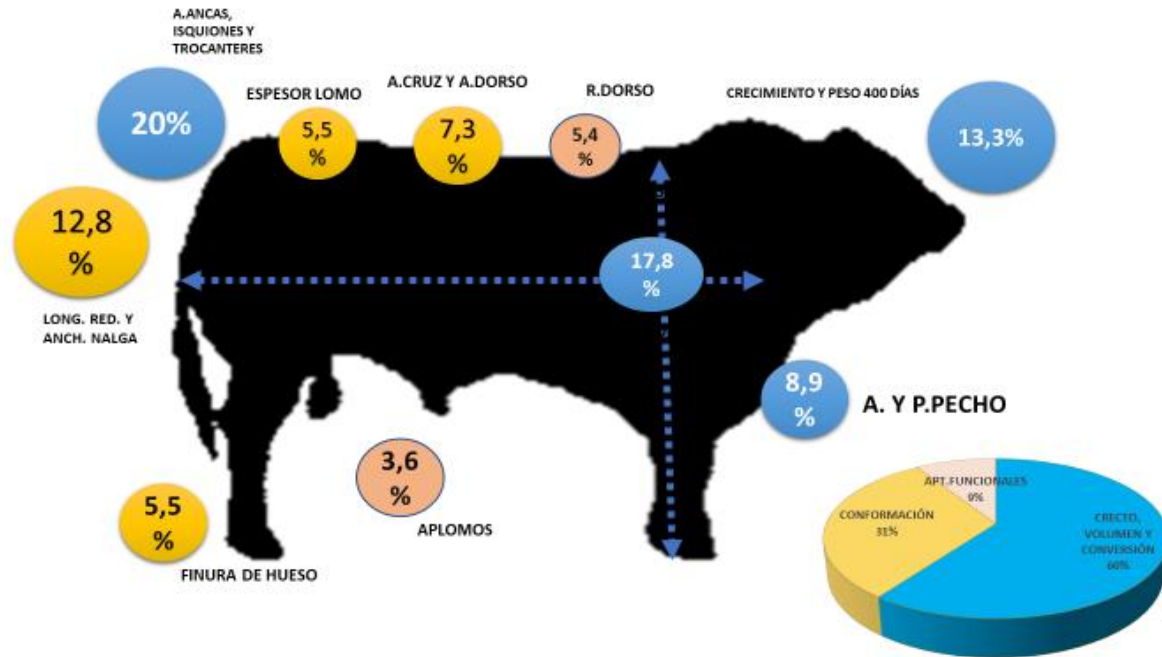 A.ANCAS,
ISQUIONES Y
TROCANTERES
20%
ESPESOR LOMO
5,5
%
A.CRUZ Y A.DORSO
7,3
%
R.DORSO
5,4
%
CRECIMIENTO Y PESO 400 DÍAS
13,3%
12,8
%
LONG. RED. Y
ANCH. NALGA
17,8
%
8,9
%
A. Y P.PECHO
3,6
%
APLOMOS
5,5
%
FINURA DE HUESO
APT.FUNCIONALES
9%
CONFORMACIÓN
31%
CRECTO,
VOLUMEN Y
CONVERSIÓN
60%